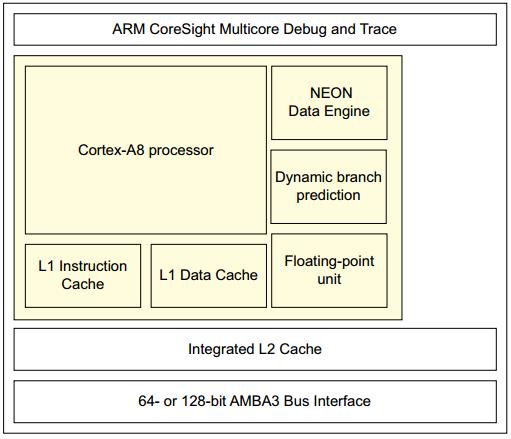 ARM CoreSight Multicore Debug and Trace
Cortex-A8 processor
NEON
Data Engine
Dynamic branch
prediction
L1 Instruction
Cache
L1 Data Cache
Floating-point
unit
Integrated L2 Cache
64- or 128-bit AMBA3 Bus Interface